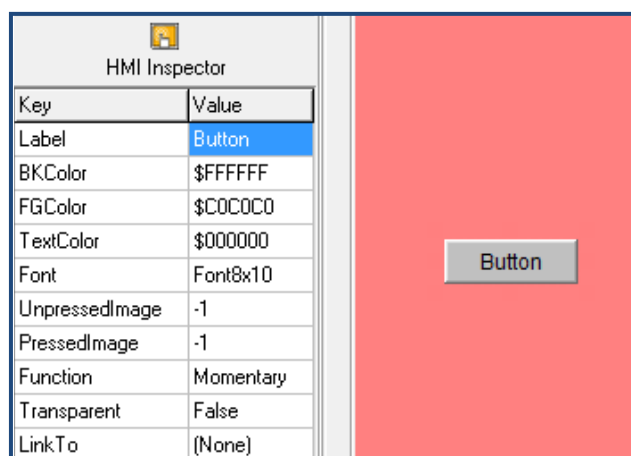 HMI Inspector
Key Value
Label Button
BKColor $FFFFFF
FGColor $C0C0C0
TextColor $000000
Font Font8x10
UnpressedImage -1
PressedImage -1
Function Momentary
Transparent False
LinkTo (None)
Button